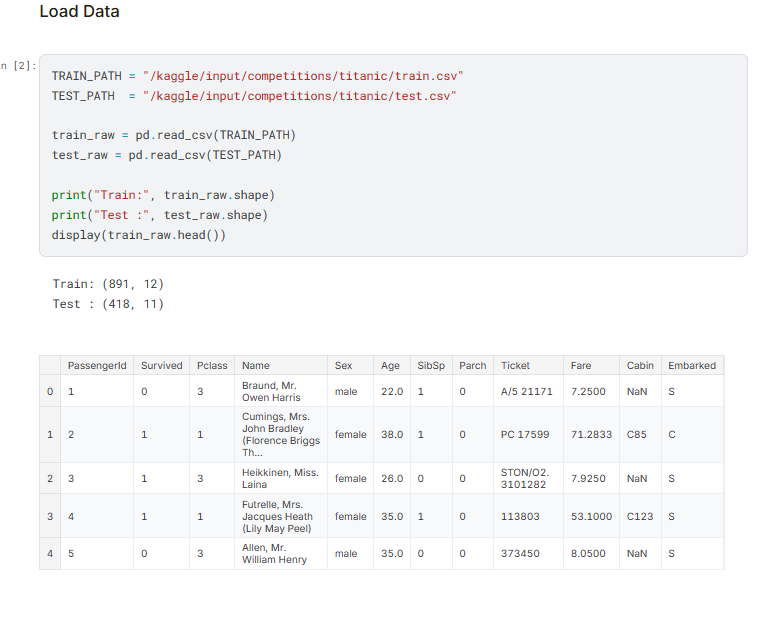 Load Data
n [2]:
TRAIN_PATH = "/kaggle/input/competitions/titanic/train.csv"
TEST_PATH  = "/kaggle/input/competitions/titanic/test.csv"
train_raw = pd.read_csv(TRAIN_PATH)
test_raw = pd.read_csv(TEST_PATH)
print("Train:", train_raw.shape)
print("Test :", test_raw.shape)
display(train_raw.head())
Train: (891, 12)
Test : (418, 11)
PassengerId Survived Pclass Name Sex Age SibSp Parch Ticket Fare Cabin Embarked
0 1 0 3 Braund, Mr. Owen Harris male 22.0 1 0 A/5 21171 7.2500 NaN S
1 2 1 1 Cumings, Mrs. John Bradley (Florence Briggs Th... female 38.0 1 0 PC 17599 71.2833 C85 C
2 3 1 3 Heikkinen, Miss. Laina female 26.0 0 0 STON/O2. 3101282 7.9250 NaN S
3 4 1 1 Futrelle, Mrs. Jacques Heath (Lily May Peel) female 35.0 1 0 113803 53.1000 C123 S
4 5 0 3 Allen, Mr. William Henry male 35.0 0 0 373450 8.0500 NaN S